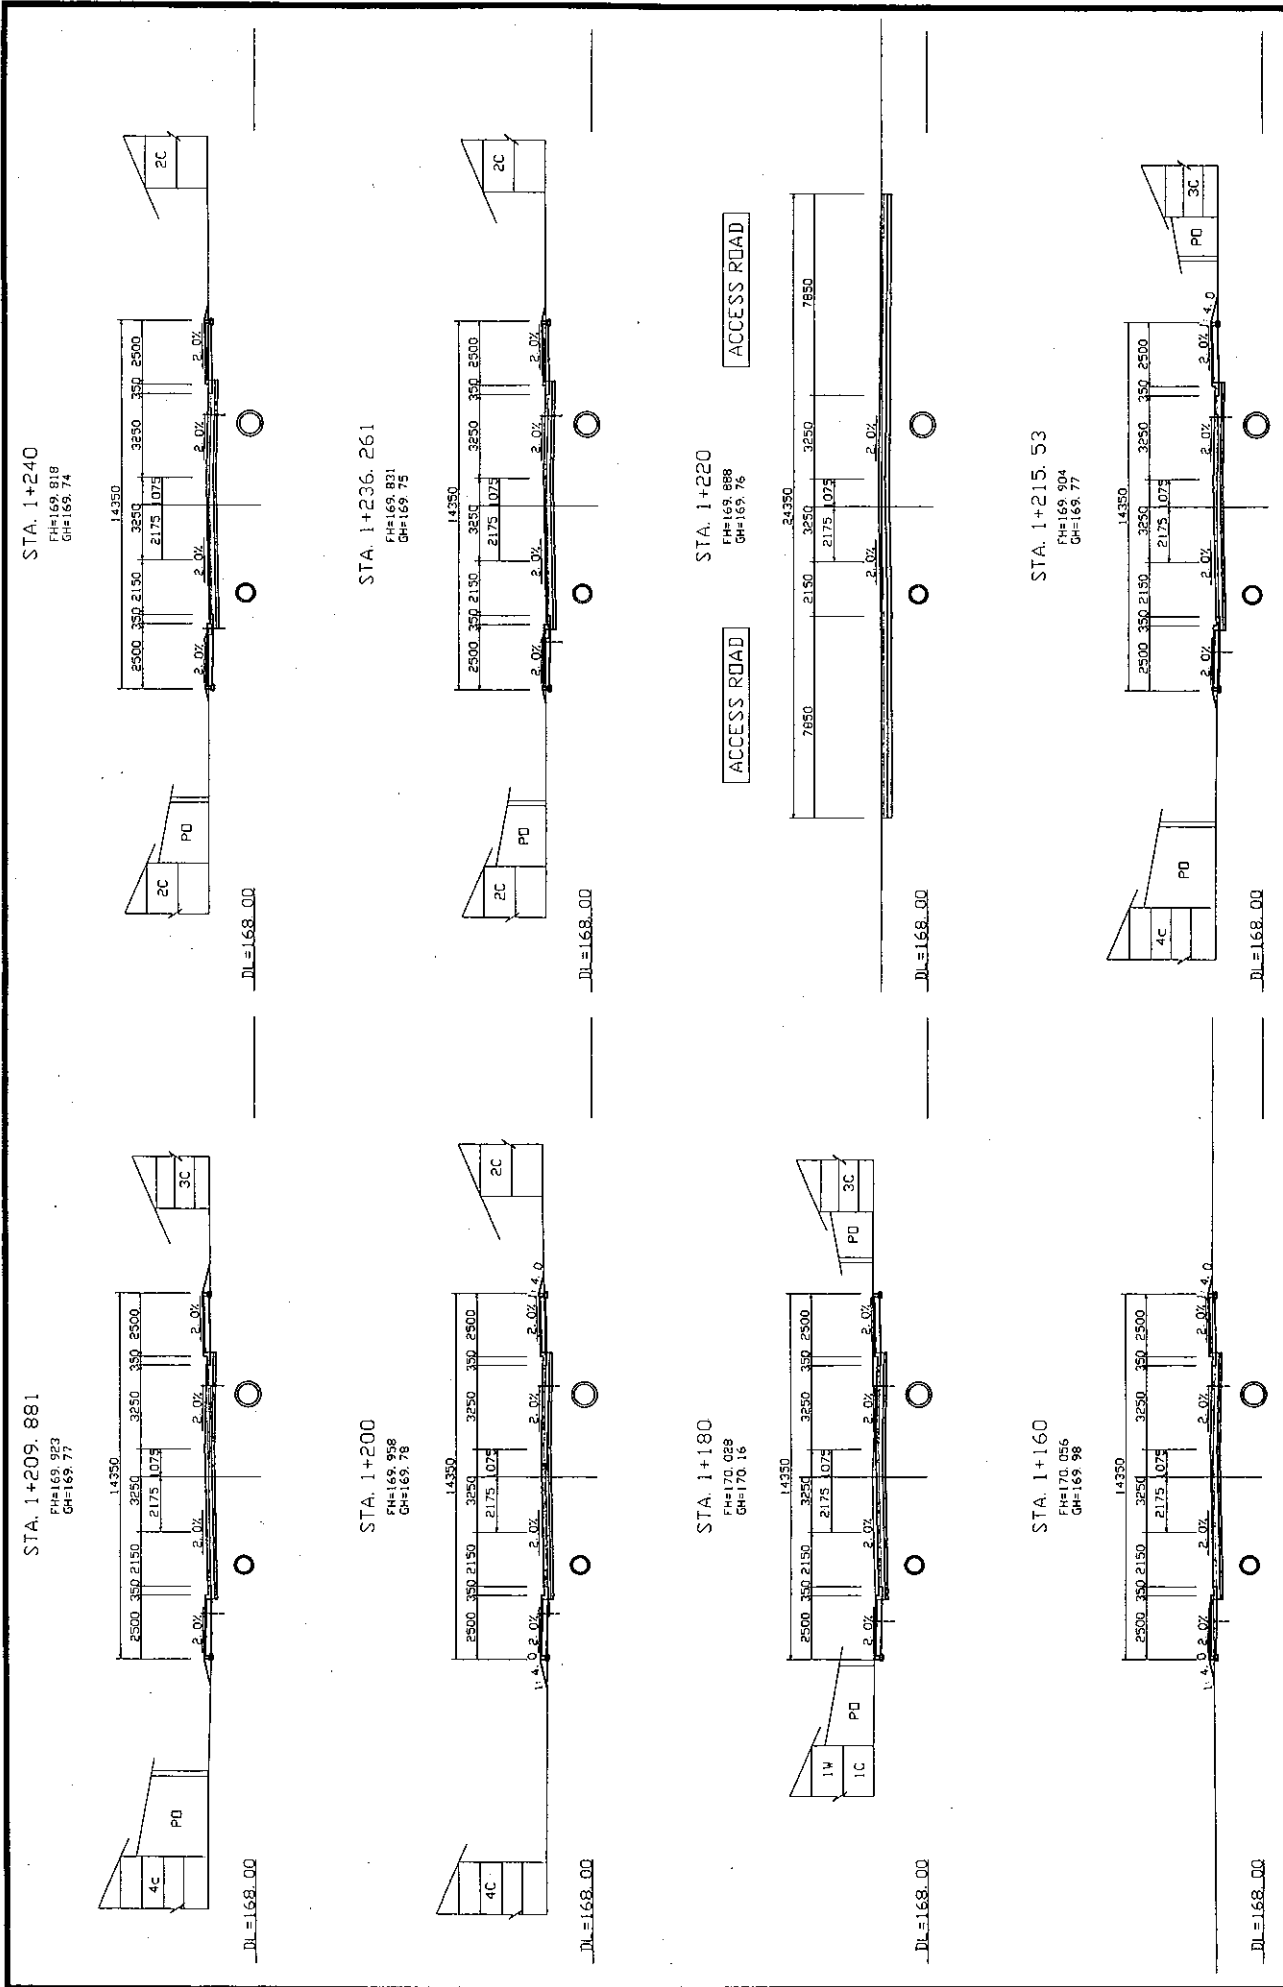 STA. 1+209. 881
FH=169. 923
GH=169. 77
14350
2500 350 2150 3250 3250 350 2500
2175 1075
2. 0% 2. 0% 2. 0% 2. 0%
4c PO 3C
DL=168. 00
STA. 1+240
FH=169. 818
GH=169. 74
14350
2500 350 2150 3250 3250 350 2500
2175 1075
2. 0% 2. 0% 2. 0% 2. 0%
2C PO 2C
DL=168. 00
STA. 1+200
FH=169. 958
GH=169. 78
14350
2500 350 2150 3250 3250 350 2500
2175 1075
1: 4. 0 2. 0% 2. 0% 2. 0% 2. 0% 1: 4. 0
4C 2C
DL=168. 00
STA. 1+236. 261
FH=169. 831
GH=169. 75
14350
2500 350 2150 3250 3250 350 2500
2175 1075
2. 0% 2. 0% 2. 0% 2. 0%
2C PO 2C
DL=168. 00
STA. 1+180
FH=170. 028
GH=170. 16
14350
2500 350 2150 3250 3250 350 2500
2175 1075
2. 0% 2. 0% 2. 0% 2. 0%
1W 1C PO PO 3C
DL=168. 00
STA. 1+220
FH=169. 888
GH=169. 76
ACCESS ROAD ACCESS ROAD
24350
7850 2150 3250 3250 7850
2175 1075
2. 0% 2. 0%
DL=168. 00
STA. 1+160
FH=170. 056
GH=169. 98
14350
2500 350 2150 3250 3250 350 2500
2175 1075
1: 4. 0 2. 0% 2. 0% 2. 0% 2. 0% 1: 4. 0
DL=168. 00
STA. 1+215. 53
FH=169. 904
GH=169. 77
14350
2500 350 2150 3250 3250 350 2500
2175 1075
2. 0% 2. 0% 2. 0% 2. 0% 1: 4. 0
4c PO PO 3C
DL=168. 00